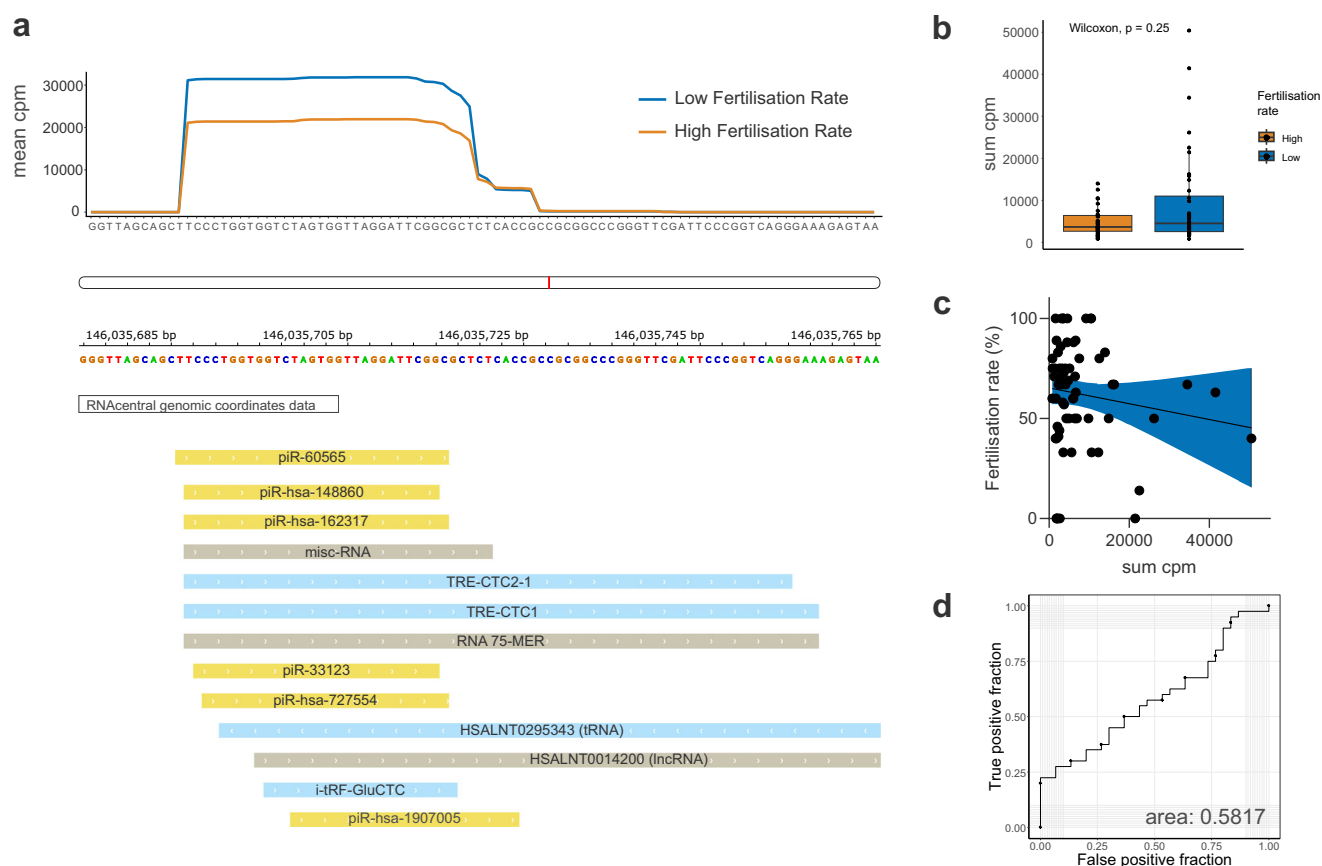 a
mean cpm
30000
20000
10000
0
Low Fertilisation Rate
High Fertilisation Rate
GGTTAGCAGCTTCCCTGGTGGTCTAGTGGTTAGGATTCGGCGCTCTCACCGCCGCGGCCCGGGTTCGATTCCCGGTCAGGGAAAGAGTAA
146,035,685 bp
146,035,705 bp
146,035,725 bp
146,035,745 bp
146,035,765 bp
GGGTTAGCAGCTTCCCTGGTGGTCTAGTGGTTAGGATTCGGCGCTCTCACCGCCGCGGCCCGGGTTCGATTCCCGGTCAGGGAAAGAGTAA
RNAcentral genomic coordinates data
piR-60565
piR-hsa-148860
piR-hsa-162317
misc-RNA
TRE-CTC2-1
TRE-CTC1
RNA 75-MER
piR-33123
piR-hsa-727554
HSALNT0295343 (tRNA)
HSALNT0014200 (lncRNA)
i-tRF-GluCTC
piR-hsa-1907005
b
Wilcoxon, p = 0.25
sum cpm
50000
40000
30000
20000
10000
0
Fertilisation
rate
High
Low
c
Fertilisation rate (%)
100
50
0
0
20000
40000
sum cpm
d
True positive fraction
1.00
0.75
0.50
0.25
0.00
area: 0.5817
0.00
0.25
0.50
0.75
1.00
False positive fraction